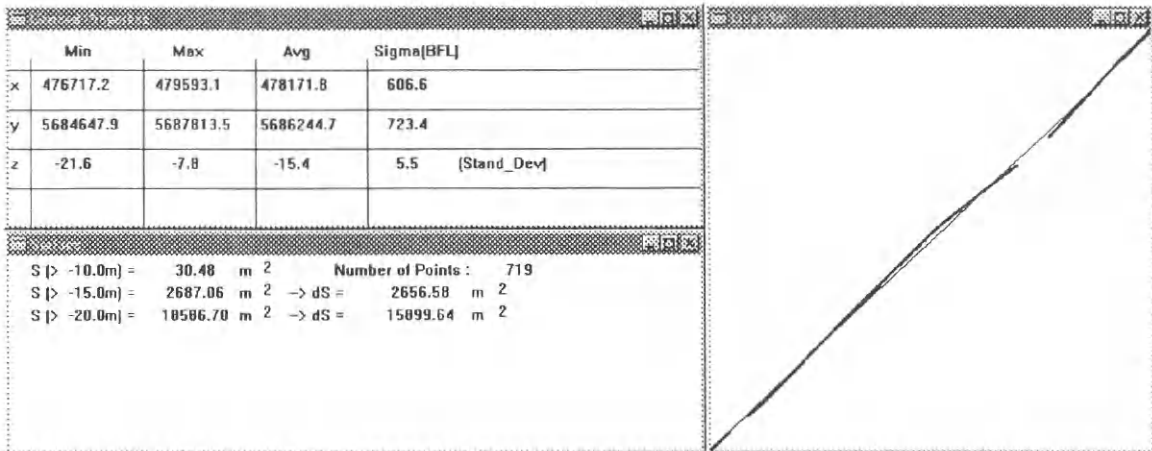 Min Max Avg Sigma(BFL)
x 476717.2 479593.1 478171.8 606.6
y 5684647.9 5687813.5 5686244.7 723.4
z -21.6 -7.8 -15.4 5.5 (Stand_Dev)
S (> -10.0m) = 30.48 m 2 Number of Points : 719
S (> -15.0m) = 2687.06 m 2 -> dS = 2656.58 m 2
S (> -20.0m) = 18586.70 m 2 -> dS = 15899.64 m 2